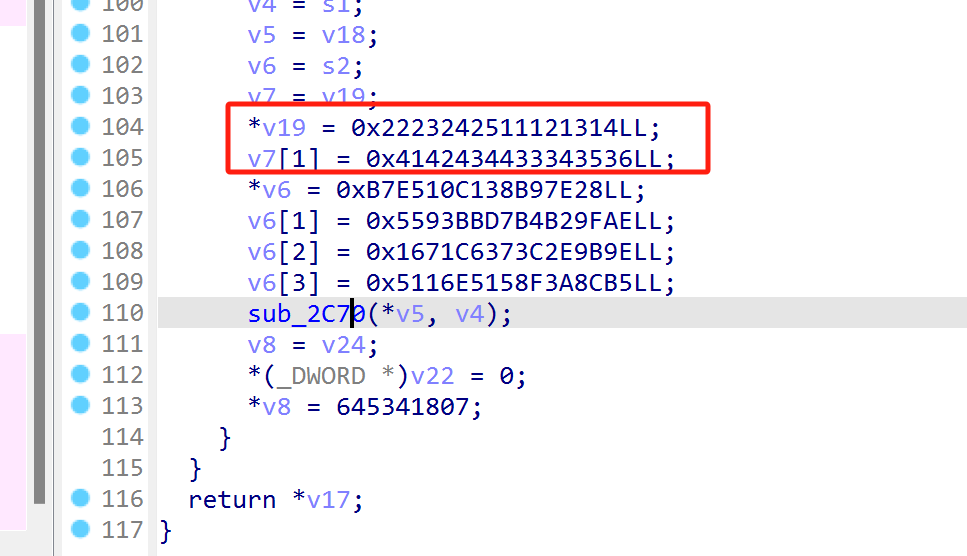 100 v4 = s1;
101 v5 = v18;
102 v6 = s2;
103 v7 = v19;
104 *v19 = 0x2223242511121314LL;
105 v7[1] = 0x4142434433343536LL;
106 *v6 = 0xB7E510C138B97E28LL;
107 v6[1] = 0x5593BBD7B4B29FAELL;
108 v6[2] = 0x1671C6373C2E9B9ELL;
109 v6[3] = 0x5116E5158F3A8CB5LL;
110 sub_2C70(*v5, v4);
111 v8 = v24;
112 *(_DWORD *)v22 = 0;
113 *v8 = 645341807;
114 }
115 }
116 return *v17;
117 }